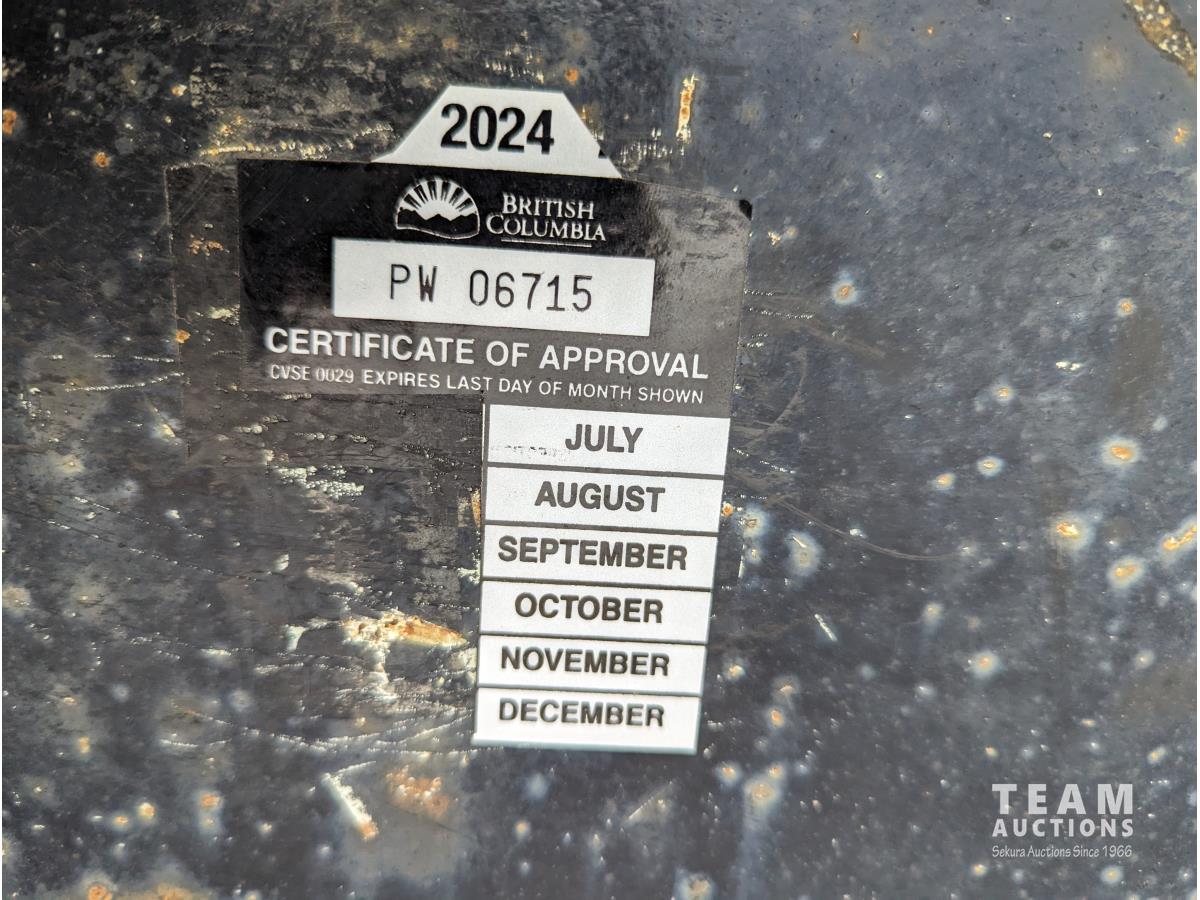 2024
BRITISH
COLUMBIA
PW 06715
CERTIFICATE OF APPROVAL
CVSE 0029 EXPIRES LAST DAY OF MONTH SHOWN
JULY
AUGUST
SEPTEMBER
OCTOBER
NOVEMBER
DECEMBER
TEAM
AUCTIONS
Sekura Auctions Since 1966